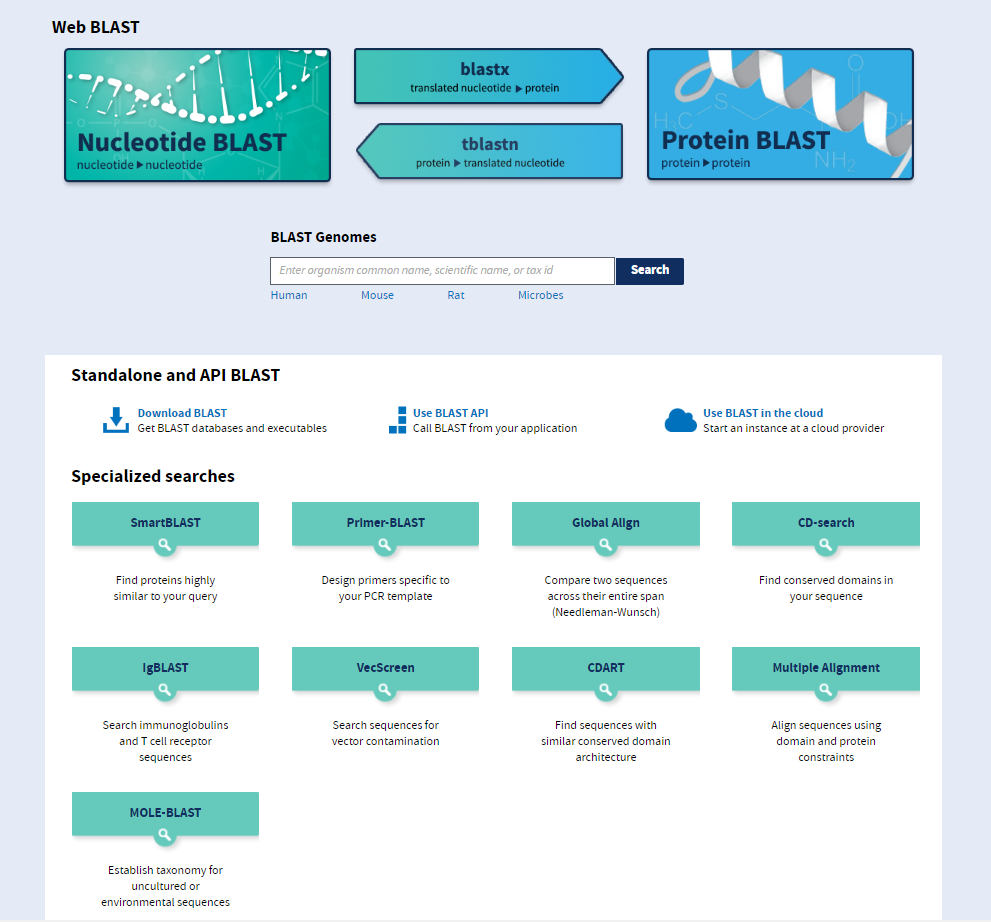 Web BLAST
Nucleotide BLAST
nucleotide ▶ nucleotide
blastx
translated nucleotide ▶ protein
tblastn
protein ▶ translated nucleotide
Protein BLAST
protein ▶ protein
H₃C
S
O
OH
NH₂
BLAST Genomes
Enter organism common name, scientific name, or tax id
Search
Human Mouse Rat Microbes
Standalone and API BLAST
Download BLAST
Get BLAST databases and executables
Use BLAST API
Call BLAST from your application
Use BLAST in the cloud
Start an instance at a cloud provider
Specialized searches
SmartBLAST
Find proteins highly
similar to your query
Primer-BLAST
Design primers specific to
your PCR template
Global Align
Compare two sequences
across their entire span
(Needleman-Wunsch)
CD-search
Find conserved domains in
your sequence
IgBLAST
Search immunoglobulins
and T cell receptor
sequences
VecScreen
Search sequences for
vector contamination
CDART
Find sequences with
similar conserved domain
architecture
Multiple Alignment
Align sequences using
domain and protein
constraints
MOLE-BLAST
Establish taxonomy for
uncultured or
environmental sequences